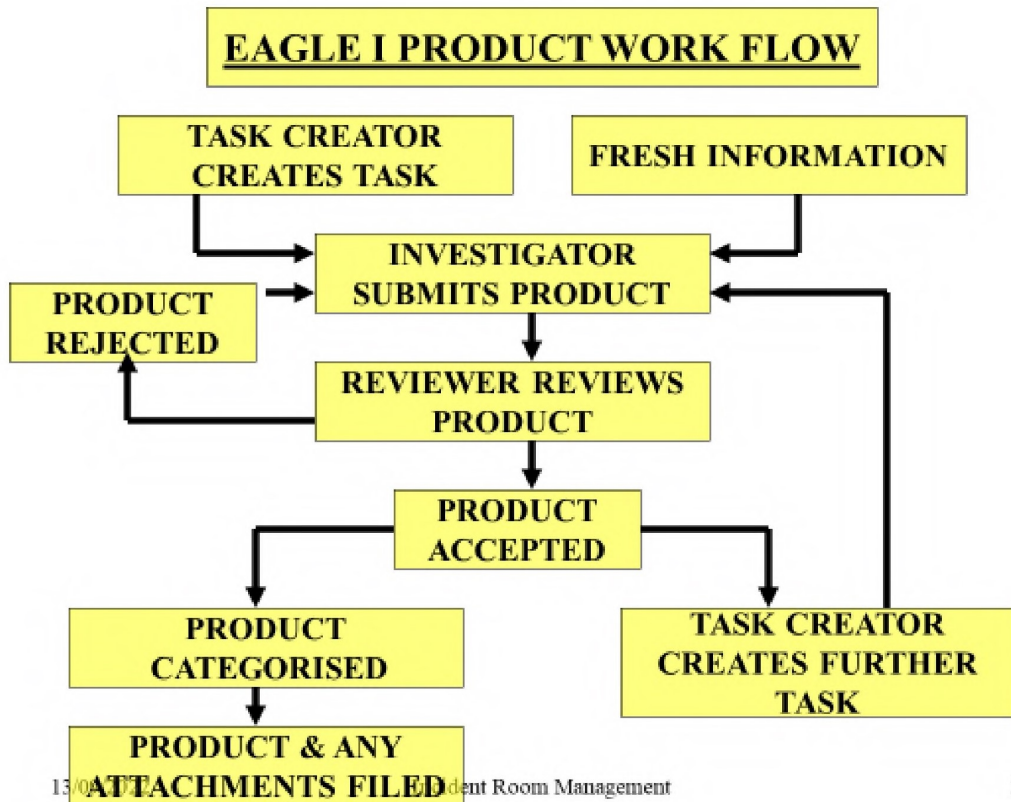 EAGLE I PRODUCT WORK FLOW
TASK CREATOR
CREATES TASK
FRESH INFORMATION
INVESTIGATOR
SUBMITS PRODUCT
PRODUCT
REJECTED
REVIEWER REVIEWS
PRODUCT
PRODUCT
ACCEPTED
PRODUCT
CATEGORISED
TASK CREATOR
CREATES FURTHER
TASK
PRODUCT & ANY
ATTACHMENTS FILED
Room Management